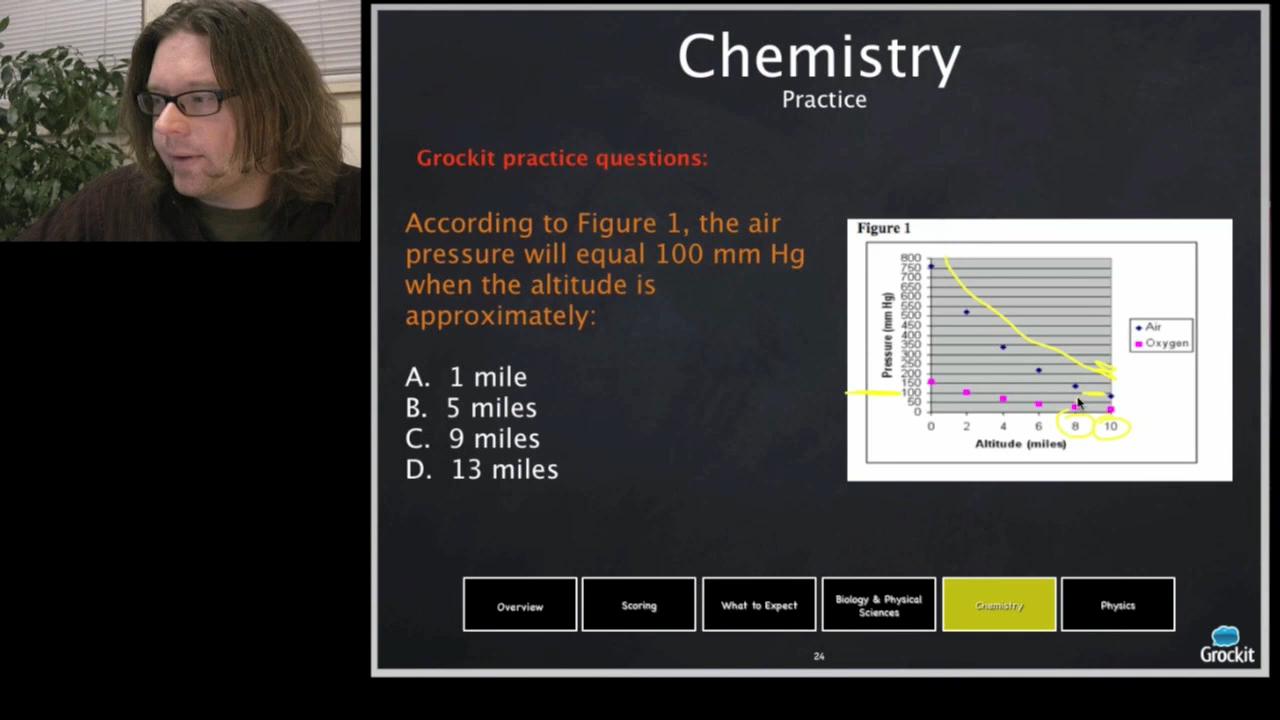 Chemistry
Practice
Grockit practice questions:
According to Figure 1, the air
pressure will equal 100 mm Hg
when the altitude is
approximately:
A. 1 mile
B. 5 miles
C. 9 miles
D. 13 miles
Figure 1
Pressure (mm Hg)
800
750
700
650
600
550
500
450
400
350
300
250
200
150
100
50
0
0 2 4 6 8 10
Altitude (miles)
Air
Oxygen
Overview
Scoring
What to Expect
Biology & Physical
Sciences
Chemistry
Physics
24
Grockit